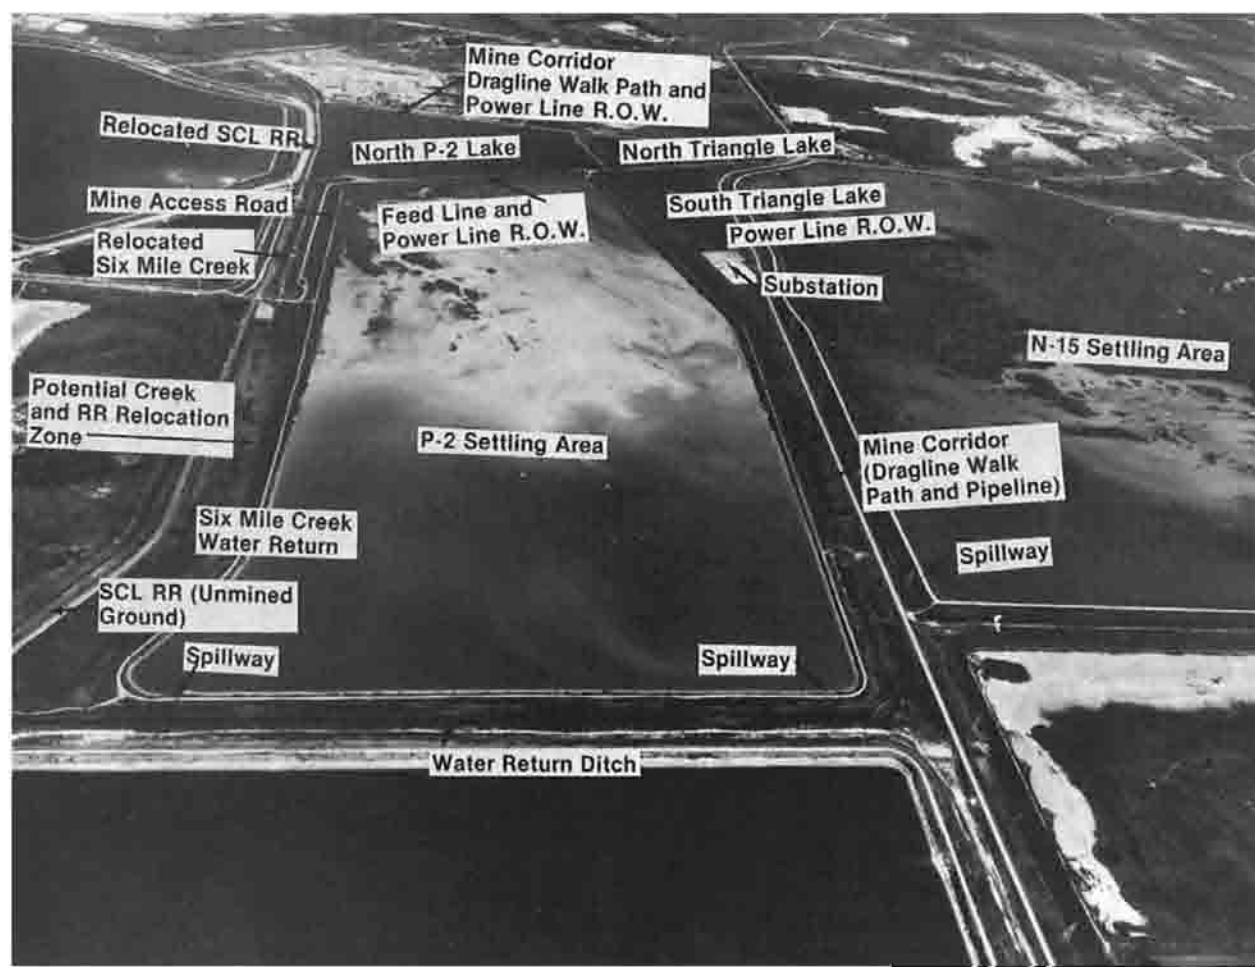 Mine Corridor
Dragline Walk Path and
Power Line R.O.W.
Relocated SCL RR
North P-2 Lake
North Triangle Lake
Mine Access Road
Feed Line and
Power Line R.O.W.
South Triangle Lake
Power Line R.O.W.
Relocated
Six Mile Creek
Substation
N-15 Settling Area
Potential Creek
and RR Relocation
Zone
P-2 Settling Area
Mine Corridor
(Dragline Walk
Path and Pipeline)
Six Mile Creek
Water Return
Spillway
SCL RR (Unmined
Ground)
Spillway
Spillway
Water Return Ditch